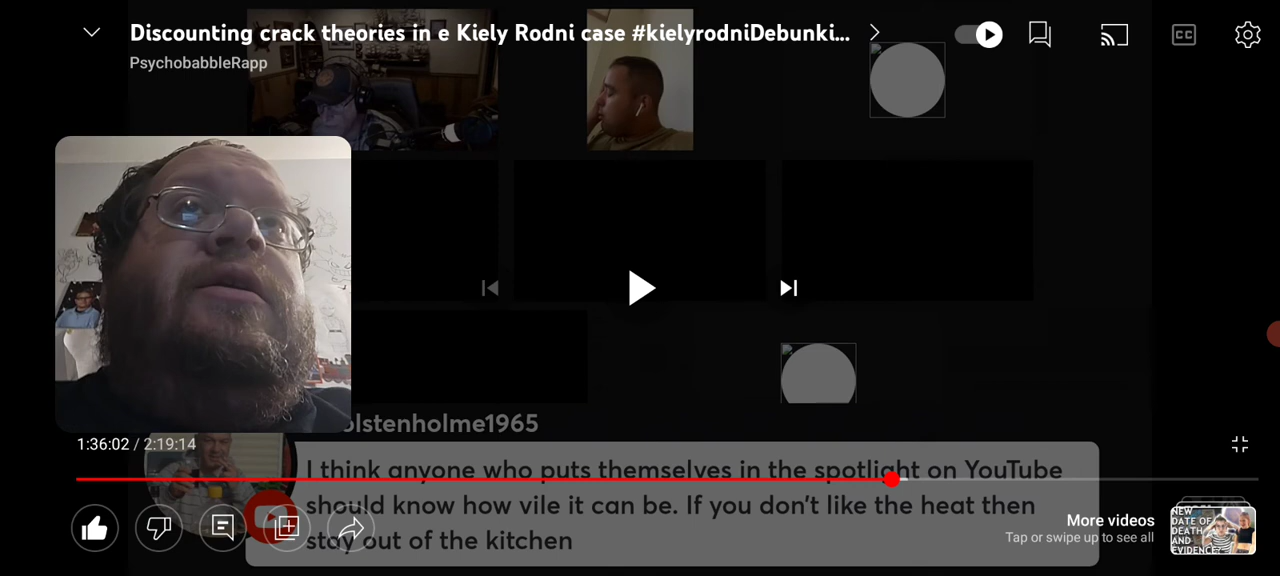 Discounting crack theories in e Kiely Rodni case #kielyrodniDebunki...
PsychobabbleRapp
CC
olstenholme1965
1:36:02 / 2:19:14
I think anyone who puts themselves in the spotlight on YouTube
should know how vile it can be. If you don't like the heat then
stay out of the kitchen
More videos
Tap or swipe up to see all
NEW
DATE OF
DEATH
AND
EVIDENCE